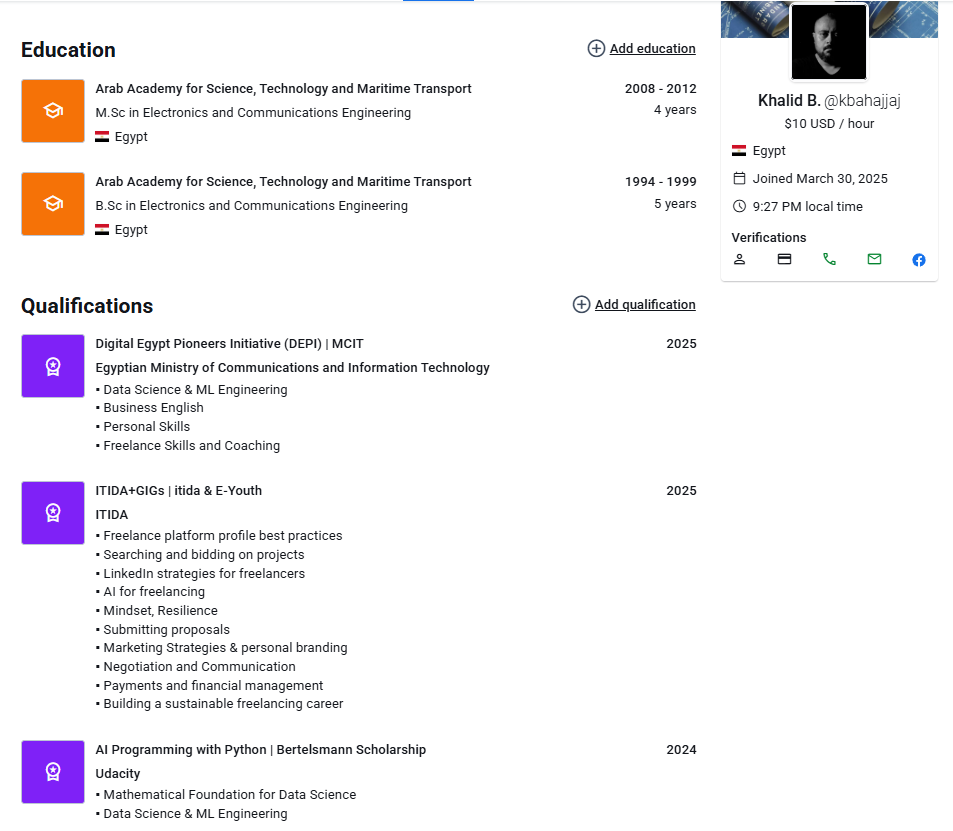 Education
Add education
Arab Academy for Science, Technology and Maritime Transport
2008 - 2012
M.Sc in Electronics and Communications Engineering
4 years
Egypt
Arab Academy for Science, Technology and Maritime Transport
1994 - 1999
B.Sc in Electronics and Communications Engineering
5 years
Egypt
Qualifications
Add qualification
Digital Egypt Pioneers Initiative (DEPI) | MCIT
2025
Egyptian Ministry of Communications and Information Technology
▪ Data Science & ML Engineering
▪ Business English
▪ Personal Skills
▪ Freelance Skills and Coaching
ITIDA+GIGs | itida & E-Youth
2025
ITIDA
▪ Freelance platform profile best practices
▪ Searching and bidding on projects
▪ LinkedIn strategies for freelancers
▪ AI for freelancing
▪ Mindset, Resilience
▪ Submitting proposals
▪ Marketing Strategies & personal branding
▪ Negotiation and Communication
▪ Payments and financial management
▪ Building a sustainable freelancing career
AI Programming with Python | Bertelsmann Scholarship
2024
Udacity
▪ Mathematical Foundation for Data Science
▪ Data Science & ML Engineering
Khalid B. @kbahajjaj
$10 USD / hour
Egypt
Joined March 30, 2025
9:27 PM local time
Verifications